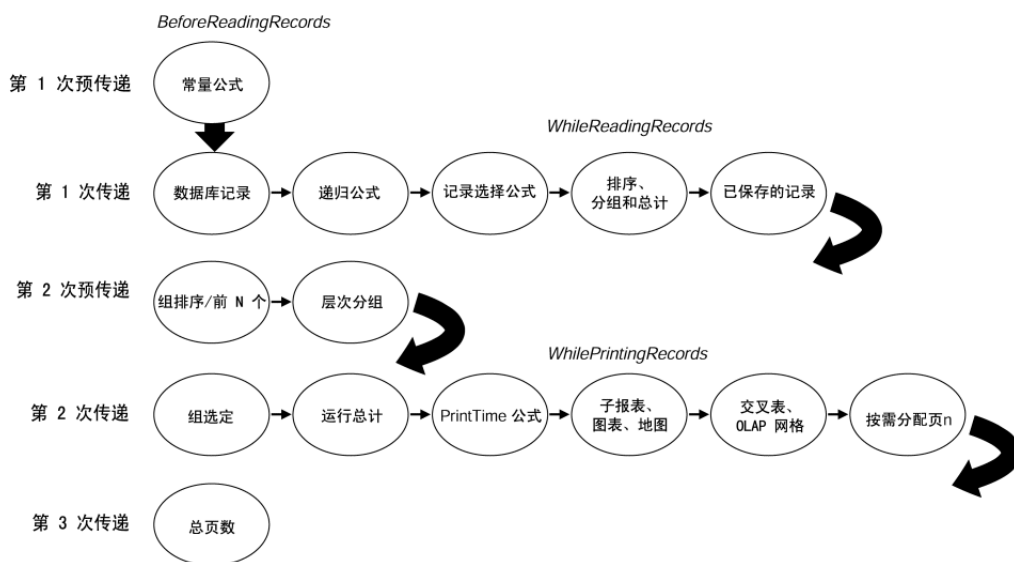 BeforeReadingRecords
第 1 次预传递
常量公式
WhileReadingRecords
第 1 次传递
数据库记录
递归公式
记录选择公式
排序、
分组和总计
已保存的记录
第 2 次预传递
组排序/前 N 个
层次分组
WhilePrintingRecords
第 2 次传递
组选定
运行总计
PrintTime 公式
子报表、
图表、地图
交叉表、
OLAP 网格
按需分配页n
第 3 次传递
总页数